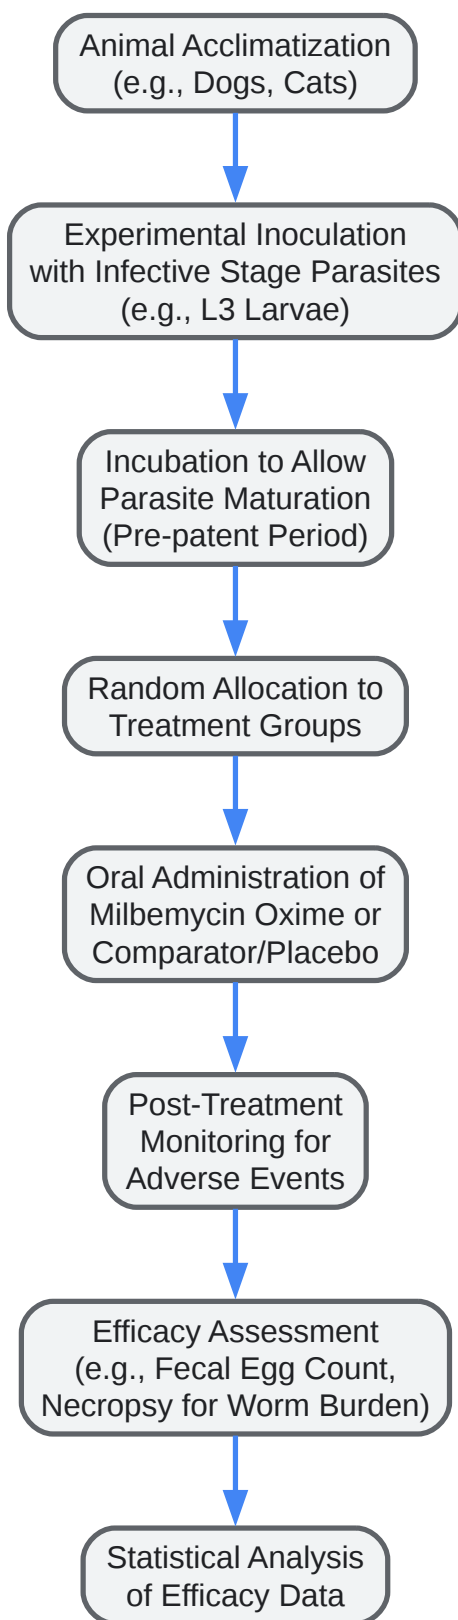 Animal Acclimatization
(e.g., Dogs, Cats)
Experimental Inoculation
with Infective Stage Parasites
(e.g., L3 Larvae)
Incubation to Allow
Parasite Maturation
(Pre-patent Period)
Random Allocation to
Treatment Groups
Oral Administration of
Milbemycin Oxime or
Comparator/Placebo
Post-Treatment
Monitoring for
Adverse Events
Efficacy Assessment
(e.g., Fecal Egg Count,
Necropsy for Worm Burden)
Statistical Analysis
of Efficacy Data